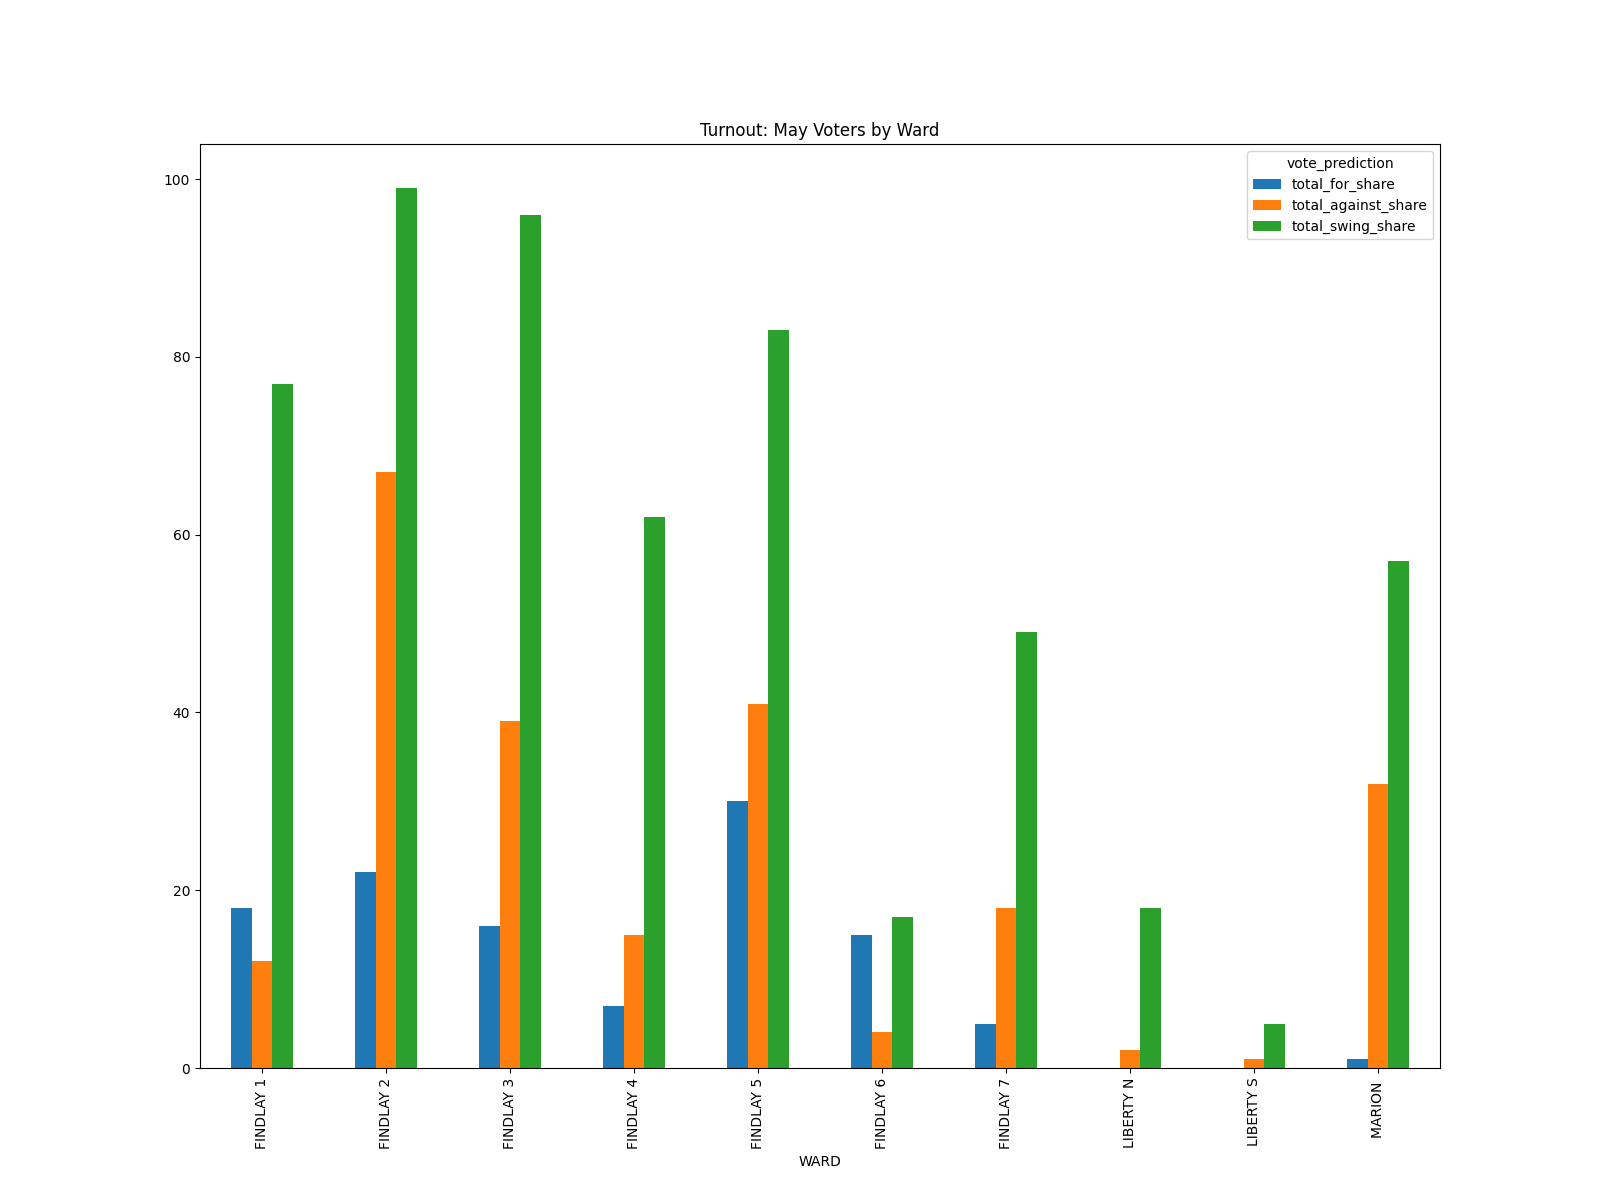 Turnout: May Voters by Ward
vote_prediction
total_for_share
total_against_share
total_swing_share
100
80
60
40
20
0
FINDLAY 1
FINDLAY 2
FINDLAY 3
FINDLAY 4
FINDLAY 5
FINDLAY 6
FINDLAY 7
LIBERTY N
LIBERTY S
MARION
WARD